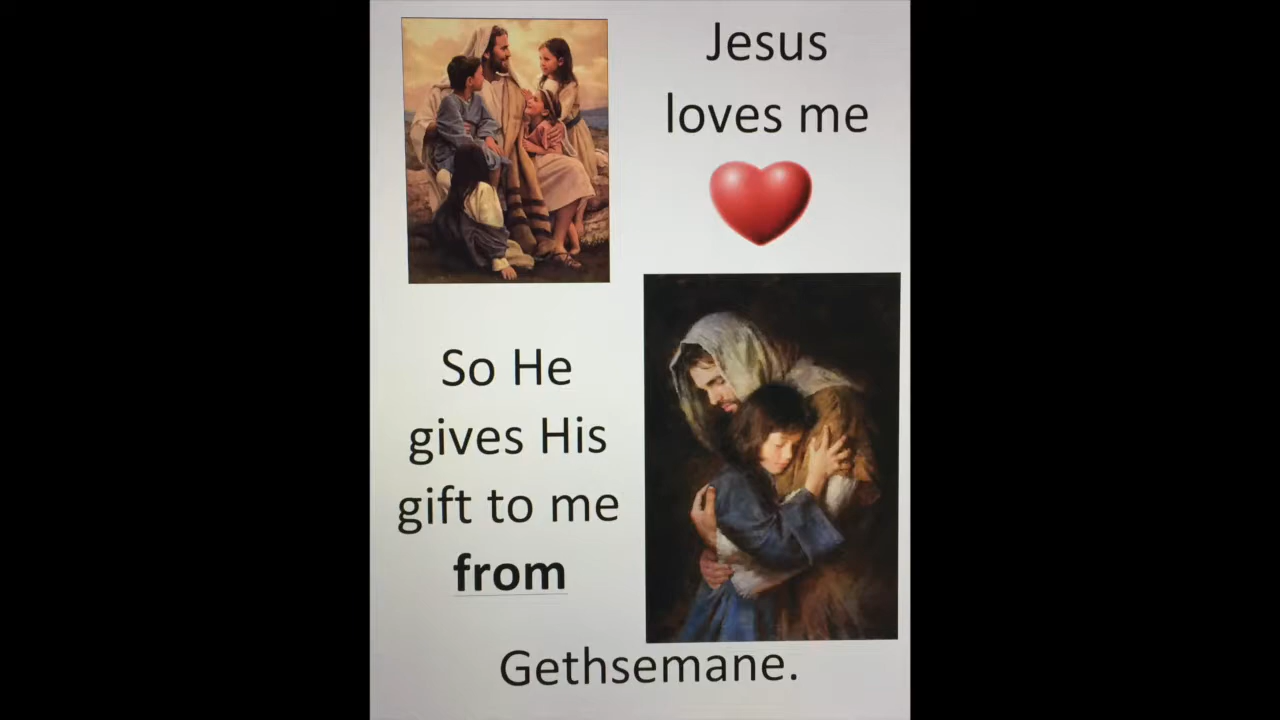 Jesus
loves me
So He
gives His
gift to me
from
Gethsemane.